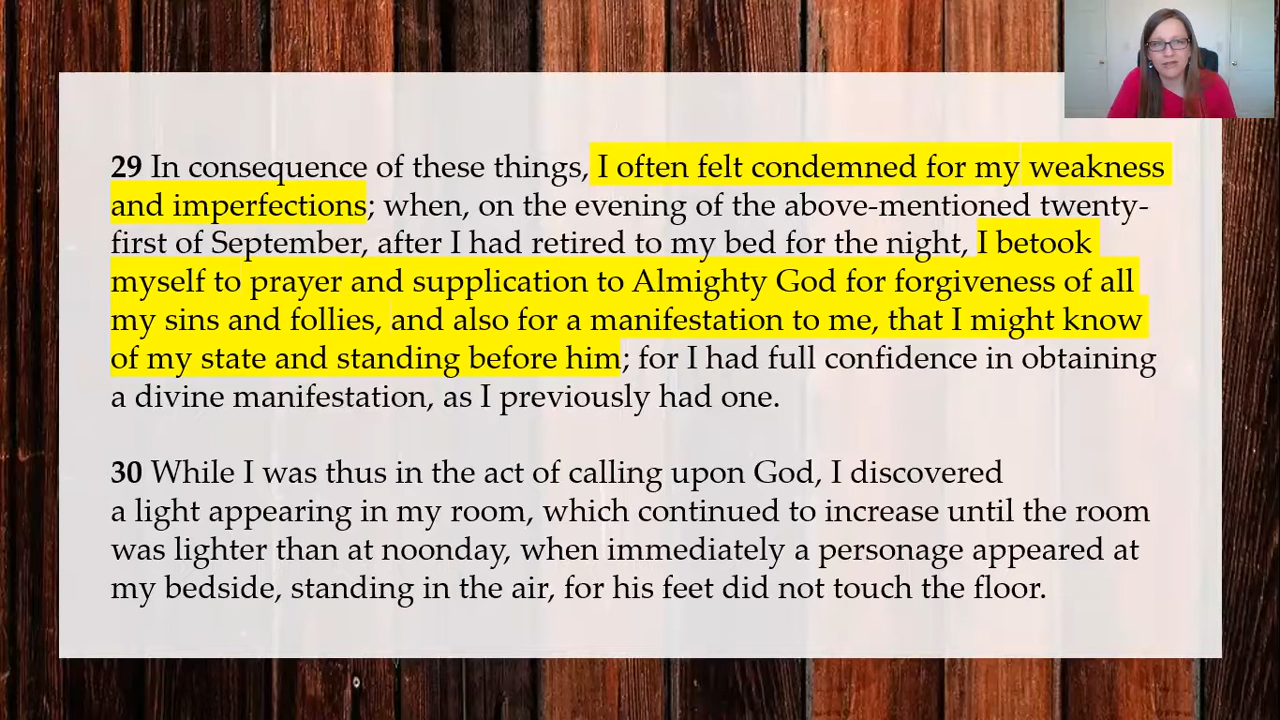 29 In consequence of these things, I often felt condemned for my weakness
and imperfections; when, on the evening of the above-mentioned twenty-
first of September, after I had retired to my bed for the night, I betook
myself to prayer and supplication to Almighty God for forgiveness of all
my sins and follies, and also for a manifestation to me, that I might know
of my state and standing before him; for I had full confidence in obtaining
a divine manifestation, as I previously had one.
30 While I was thus in the act of calling upon God, I discovered
a light appearing in my room, which continued to increase until the room
was lighter than at noonday, when immediately a personage appeared at
my bedside, standing in the air, for his feet did not touch the floor.